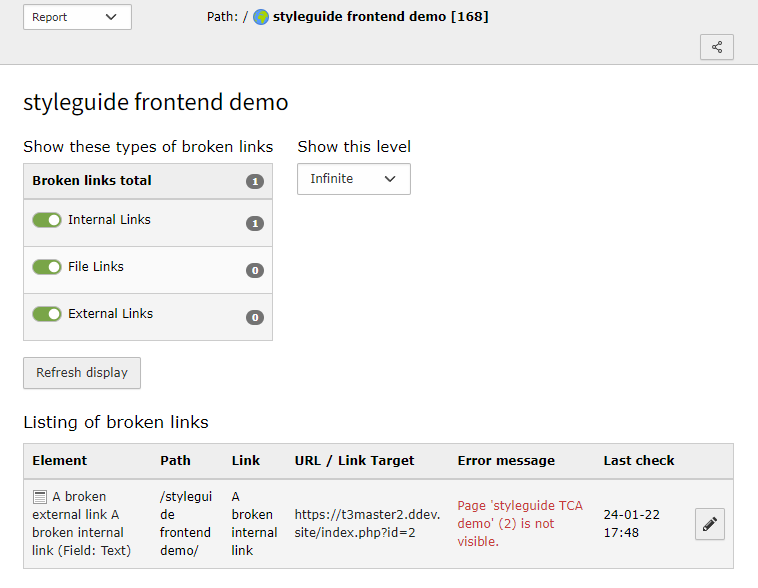 Report
Path: / styleguide frontend demo [168]
styleguide frontend demo
Show these types of broken links
Show this level
Broken links total 1
Infinite
Internal Links 1
File Links 0
External Links 0
Refresh display
Listing of broken links
Element Path Link URL / Link Target Error message Last check
A broken
external link A
broken internal
link (Field: Text)
/stylegui
de
frontend
demo/
A
broken
internal
link
https://t3master2.ddev.
site/index.php?id=2
Page 'styleguide TCA
demo' (2) is not
visible.
24-01-22
17:48